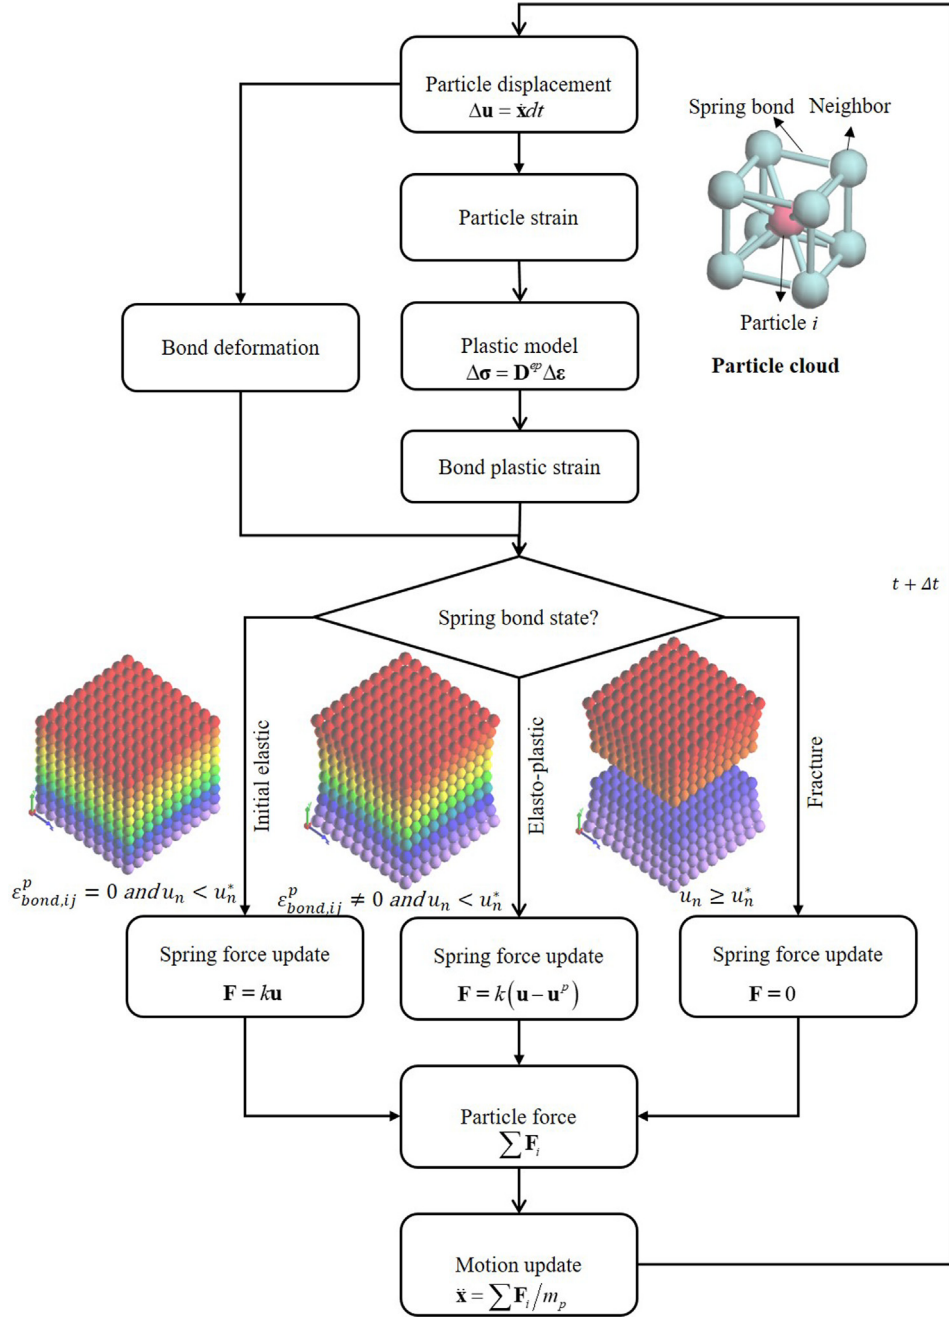 Particle displacement
Δ𝐮 = 𝐱̇dt
Spring bond
Neighbor
Particle strain
Particle i
Particle cloud
Bond deformation
Plastic model
Δ𝛔 = 𝐃^ep Δ𝛆
Bond plastic strain
t + Δt
Spring bond state?
Initial elastic
Elasto-plastic
Fracture
ε^p_bond,ij = 0 and u_n < u_n^*
ε^p_bond,ij ≠ 0 and u_n < u_n^*
u_n ≥ u_n^*
Spring force update
𝐅 = k𝐮
Spring force update
𝐅 = k(𝐮 − 𝐮^p)
Spring force update
𝐅 = 0
Particle force
∑ 𝐅_i
Motion update
𝐱̈ = ∑ 𝐅_i / m_p